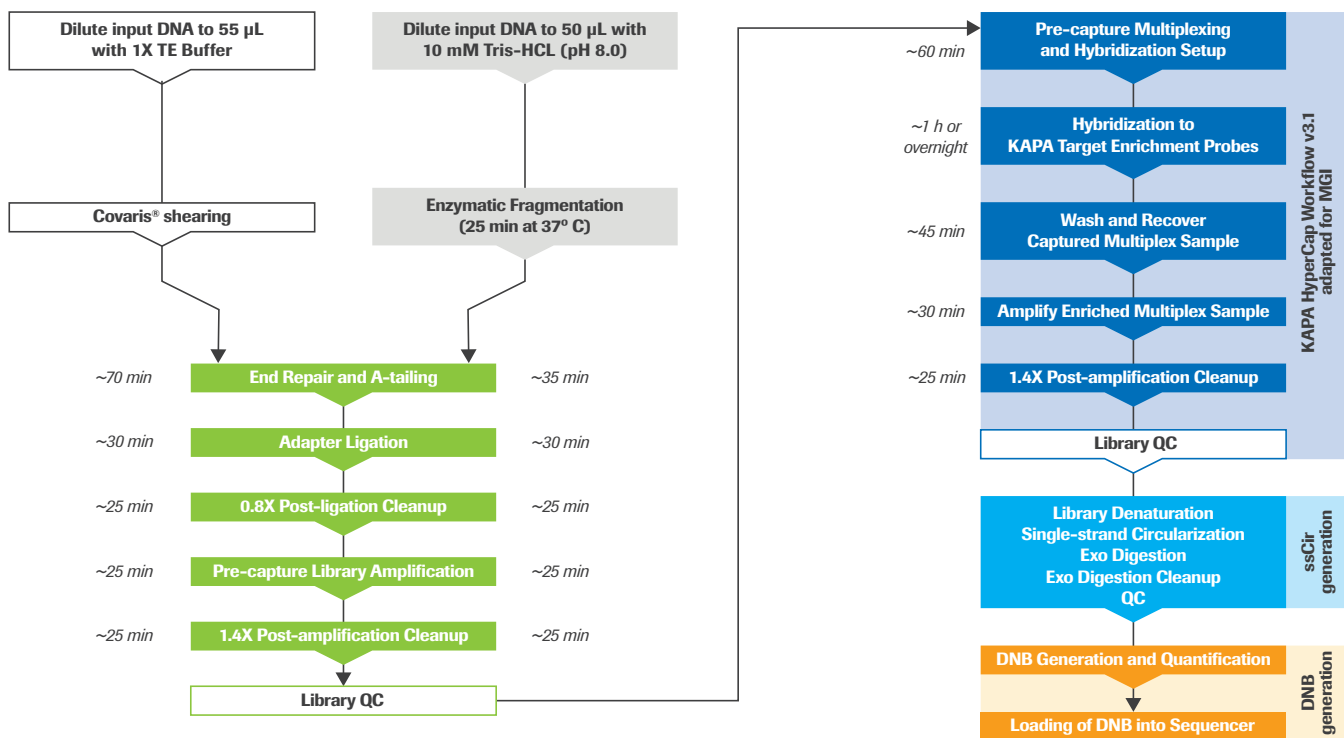 Dilute input DNA to 55 µL
with 1X TE Buffer
Dilute input DNA to 50 µL with
10 mM Tris-HCL (pH 8.0)
Covaris® shearing
Enzymatic Fragmentation
(25 min at 37º C)
~70 min
End Repair and A-tailing
~35 min
~30 min
Adapter Ligation
~30 min
~25 min
0.8X Post-ligation Cleanup
~25 min
~25 min
Pre-capture Library Amplification
~25 min
~25 min
1.4X Post-amplification Cleanup
~25 min
Library QC
~60 min
Pre-capture Multiplexing
and Hybridization Setup
~1 h or
overnight
Hybridization to
KAPA Target Enrichment Probes
~45 min
Wash and Recover
Captured Multiplex Sample
~30 min
Amplify Enriched Multiplex Sample
~25 min
1.4X Post-amplification Cleanup
Library QC
KAPA HyperCap Workflow v3.1
adapted for MGI
Library Denaturation
Single-strand Circularization
Exo Digestion
Exo Digestion Cleanup
QC
ssCir
generation
DNB Generation and Quantification
Loading of DNB into Sequencer
DNB
generation